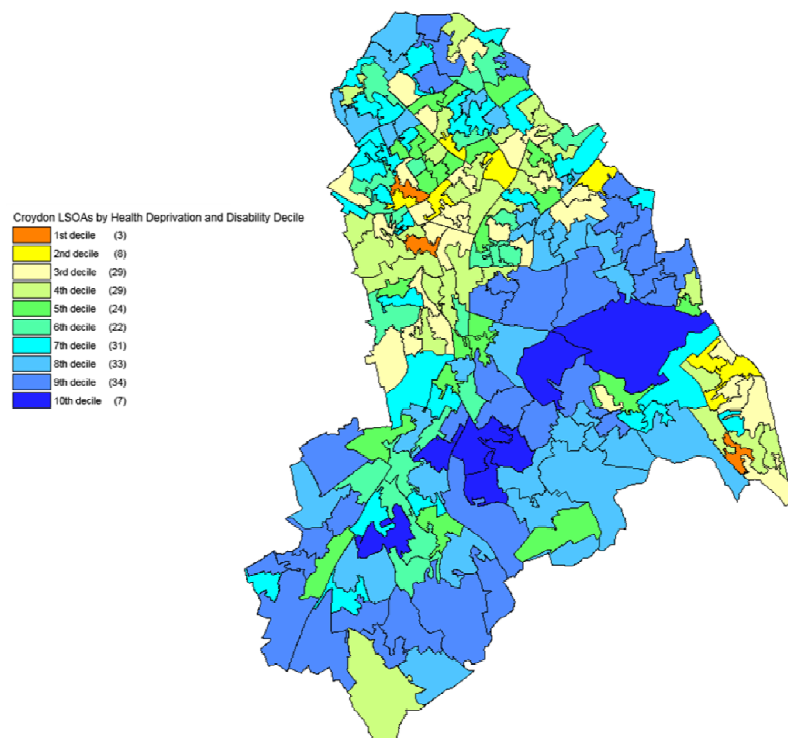 Croydon LSOAs by Health Deprivation and Disability Decile
1st decile (3)
2nd decile (8)
3rd decile (29)
4th decile (29)
5th decile (24)
6th decile (22)
7th decile (31)
8th decile (33)
9th decile (34)
10th decile (7)